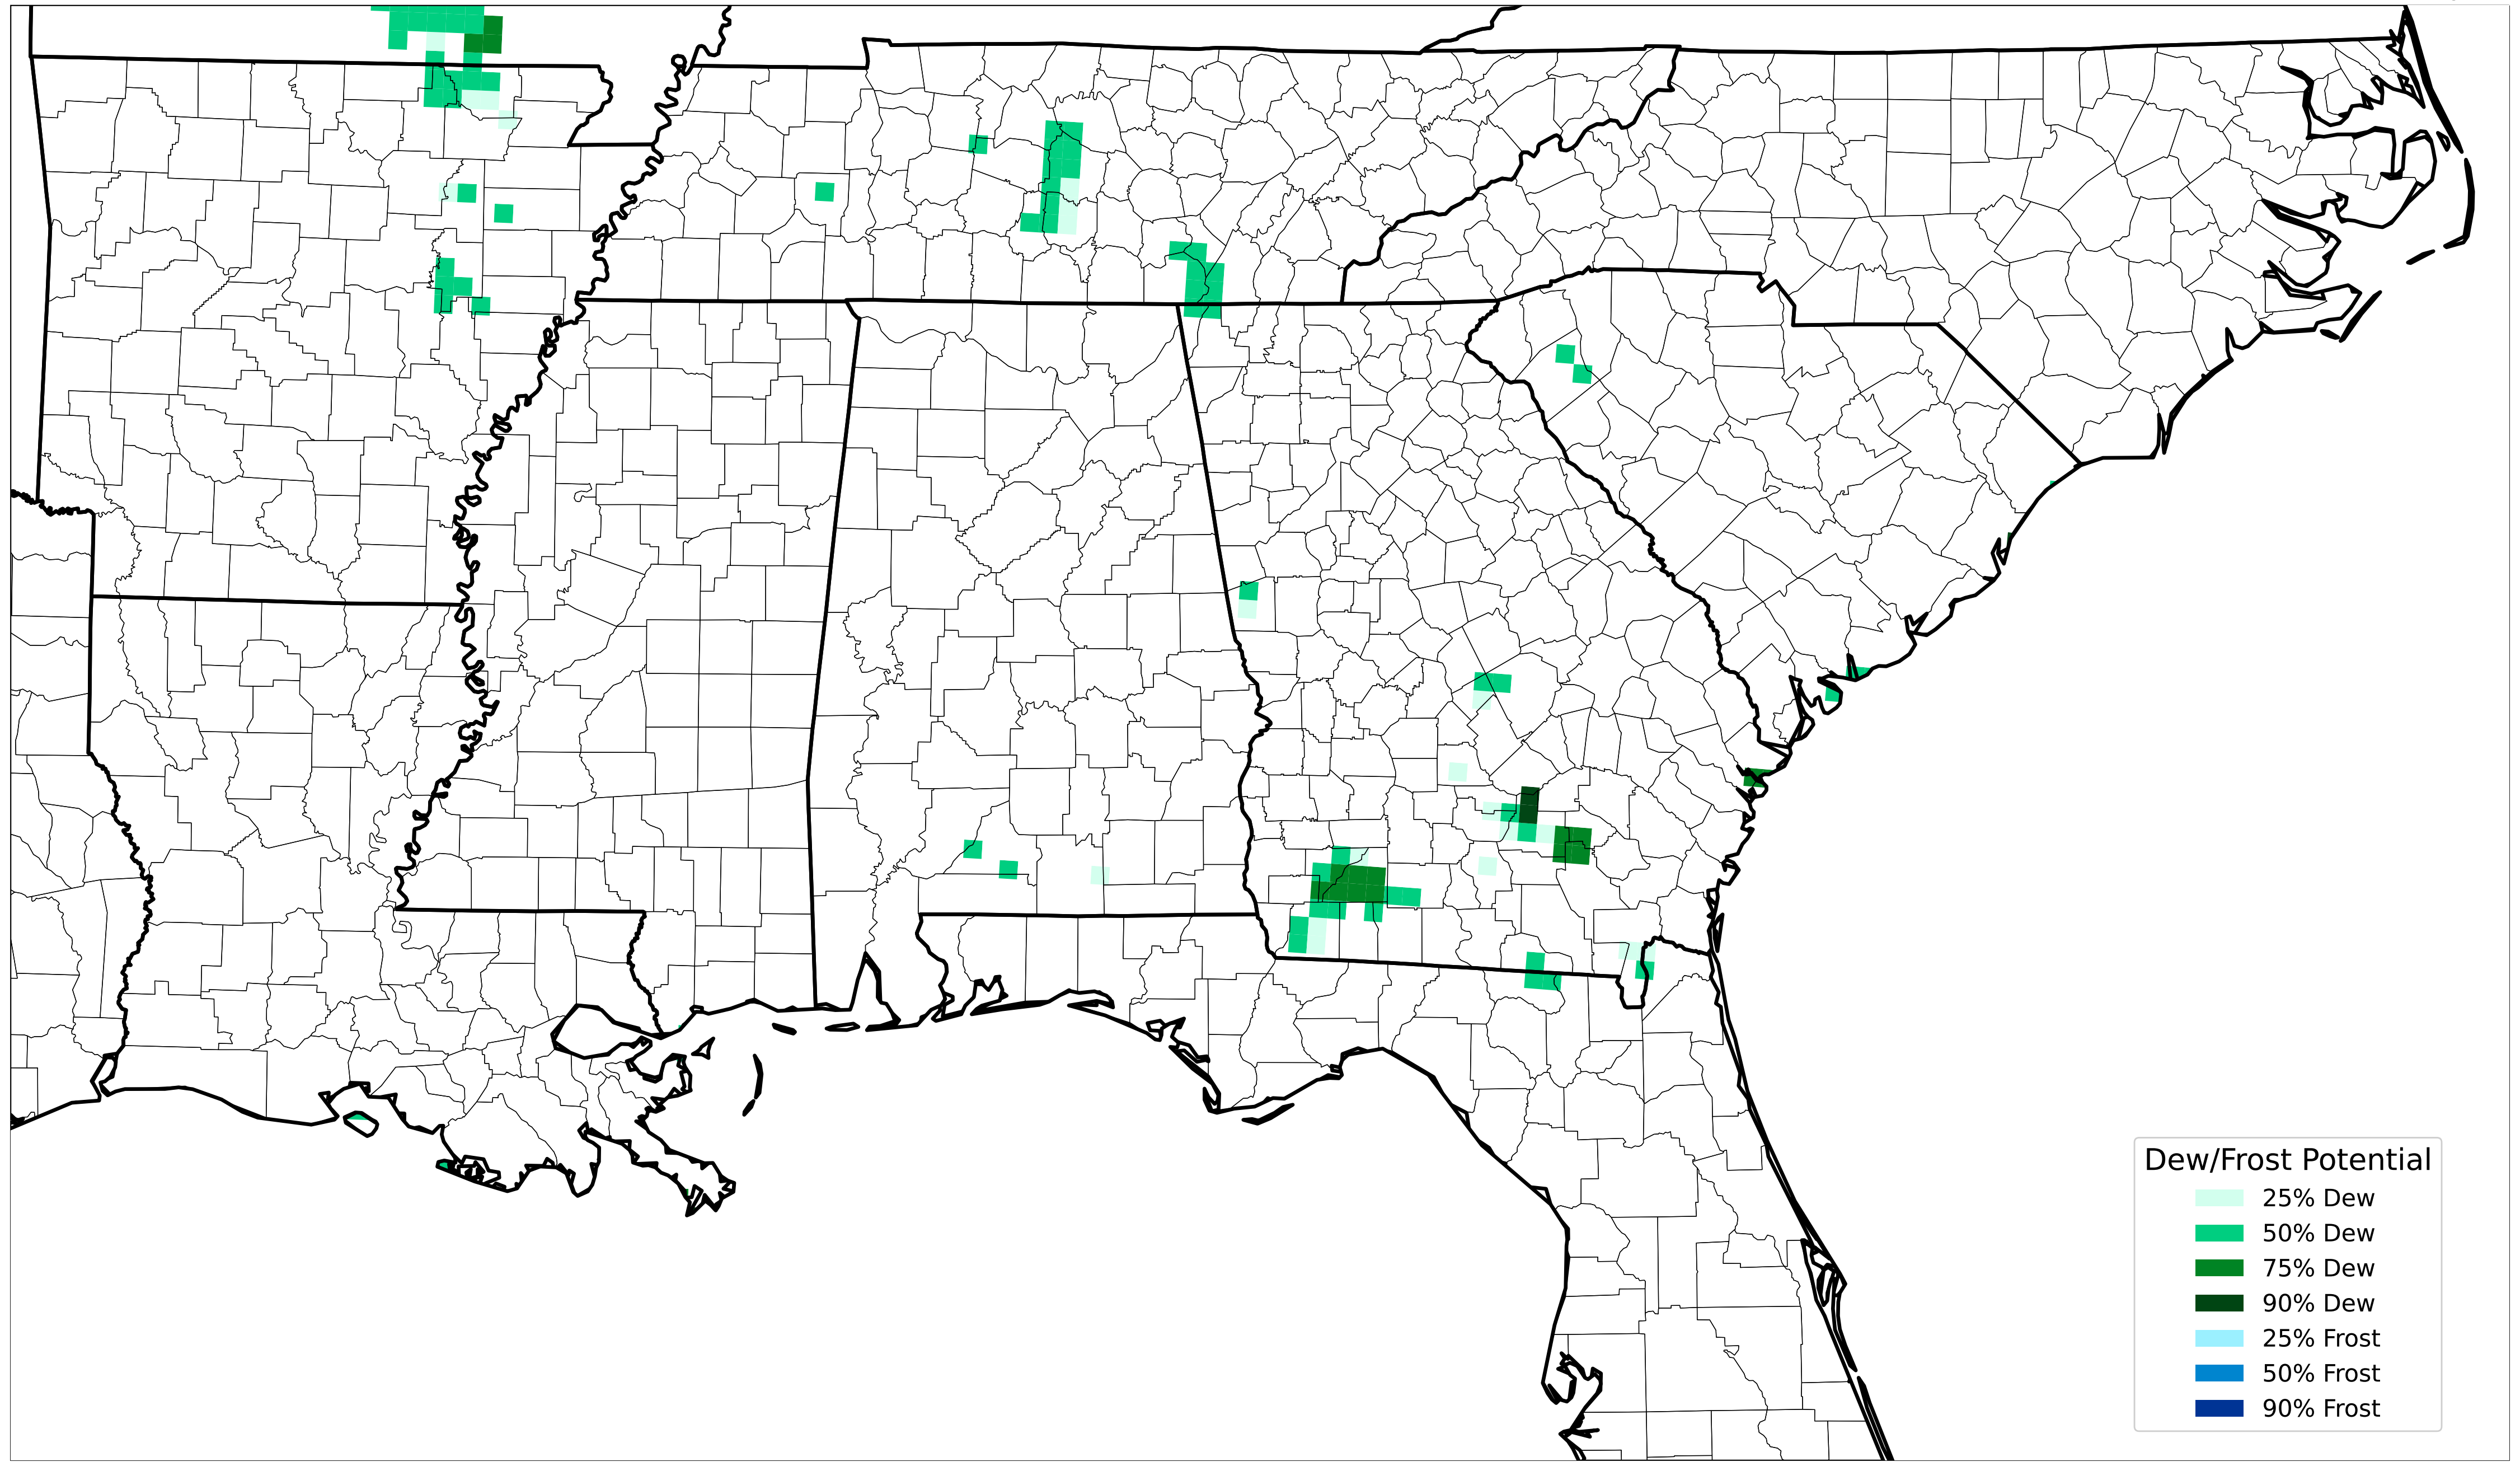 Dew/Frost Potential
25% Dew
50% Dew
75% Dew
90% Dew
25% Frost
50% Frost
90% Frost